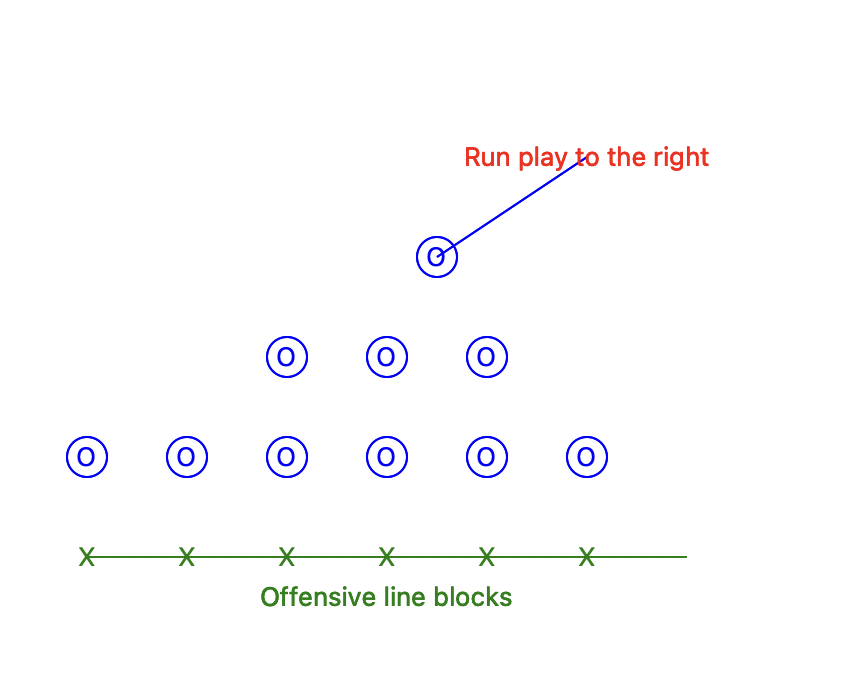 Run play to the right
O
O O O
O O O O O O
X X X X X X
Offensive line blocks